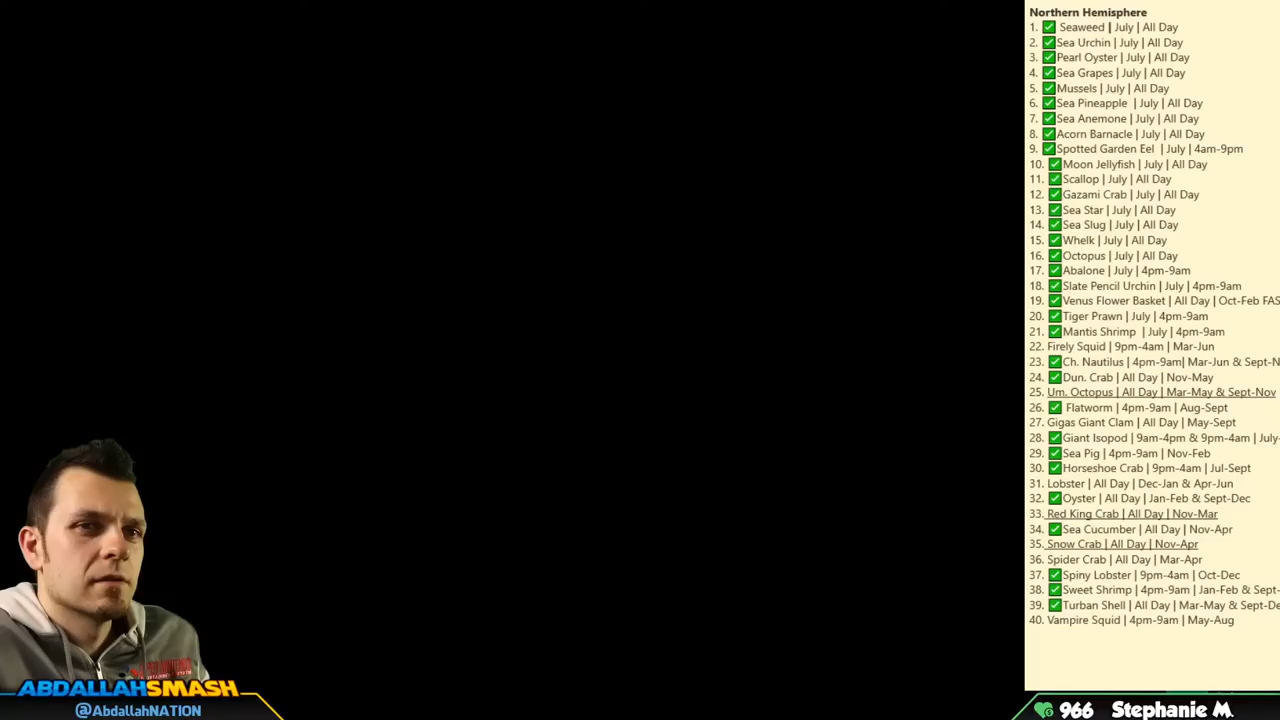 Northern Hemisphere
1. ✅ Seaweed | July | All Day
2. ✅Sea Urchin | July | All Day
3. ✅Pearl Oyster | July | All Day
4. ✅Sea Grapes | July | All Day
5. ✅Mussels | July | All Day
6. ✅Sea Pineapple | July | All Day
7. ✅Sea Anemone | July | All Day
8. ✅Acorn Barnacle | July | All Day
9. ✅Spotted Garden Eel | July | 4am-9pm
10. ✅Moon Jellyfish | July | All Day
11. ✅Scallop | July | All Day
12. ✅Gazami Crab | July | All Day
13. ✅Sea Star | July | All Day
14. ✅Sea Slug | July | All Day
15. ✅Whelk | July | All Day
16. ✅Octopus | July | All Day
17. ✅Abalone | July | 4pm-9am
18. ✅Slate Pencil Urchin | July | 4pm-9am
19. ✅Venus Flower Basket | All Day | Oct-Feb FAS
20. ✅Tiger Prawn | July | 4pm-9am
21. ✅Mantis Shrimp | July | 4pm-9am
22. Firely Squid | 9pm-4am | Mar-Jun
23. ✅Ch. Nautilus | 4pm-9am| Mar-Jun & Sept-N
24. ✅Dun. Crab | All Day | Nov-May
25. Um. Octopus | All Day | Mar-May & Sept-Nov
26. ✅ Flatworm | 4pm-9am | Aug-Sept
27. Gigas Giant Clam | All Day | May-Sept
28. ✅Giant Isopod | 9am-4pm & 9pm-4am | July-
29. ✅Sea Pig | 4pm-9am | Nov-Feb
30. ✅Horseshoe Crab | 9pm-4am | Jul-Sept
31. Lobster | All Day | Dec-Jan & Apr-Jun
32. ✅Oyster | All Day | Jan-Feb & Sept-Dec
33. Red King Crab | All Day | Nov-Mar
34. ✅Sea Cucumber | All Day | Nov-Apr
35. Snow Crab | All Day | Nov-Apr
36. Spider Crab | All Day | Mar-Apr
37. ✅Spiny Lobster | 9pm-4am | Oct-Dec
38. ✅Sweet Shrimp | 4pm-9am | Jan-Feb & Sept-
39. ✅Turban Shell | All Day | Mar-May & Sept-De
40. Vampire Squid | 4pm-9am | May-Aug
ABDALLAHSMASH
@AbdallahNATION
966 Stephanie M.